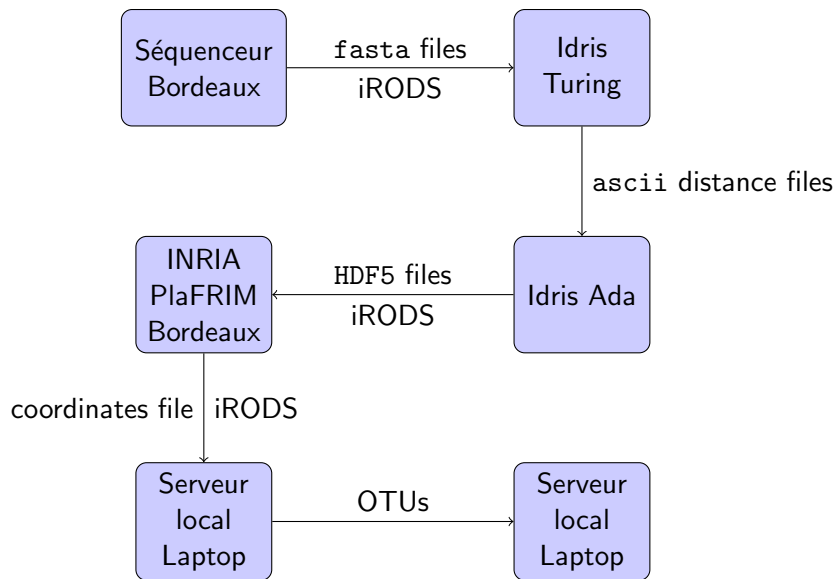 Séquenceur
Bordeaux
fasta files
iRODS
Idris
Turing
ascii distance files
INRIA
PlaFRIM
Bordeaux
HDF5 files
iRODS
Idris Ada
coordinates file
iRODS
Serveur
local
Laptop
OTUs
Serveur
local
Laptop